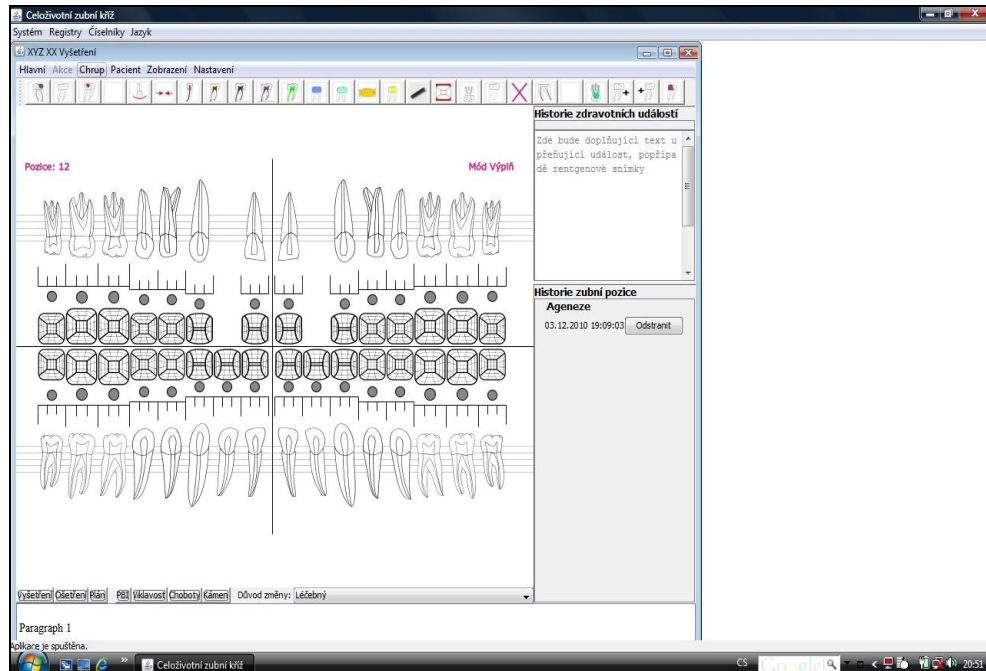 Celoživotní zubní kříž
Systém Registry Číselníky Jazyk
XYZ XX Vyšetření
Hlavní Akce Chrup Pacient Zobrazení Nastavení
Historie zdravotních událostí
Zde bude doplňující text u
přeňující událost, popřípa
dě rentgenové snímky
Pozice: 12
Mód Výplň
Historie zubní pozice
Ageneze
03.12.2010 19:09:03 Odstranit
Vyšetření Ošetření Plán PBI Viklavost Choboty Kámen Důvod změny: Léčebný
Paragraph 1
Aplikace je spuštěna.
Celoživotní zubní kříž
CS Google 20:51